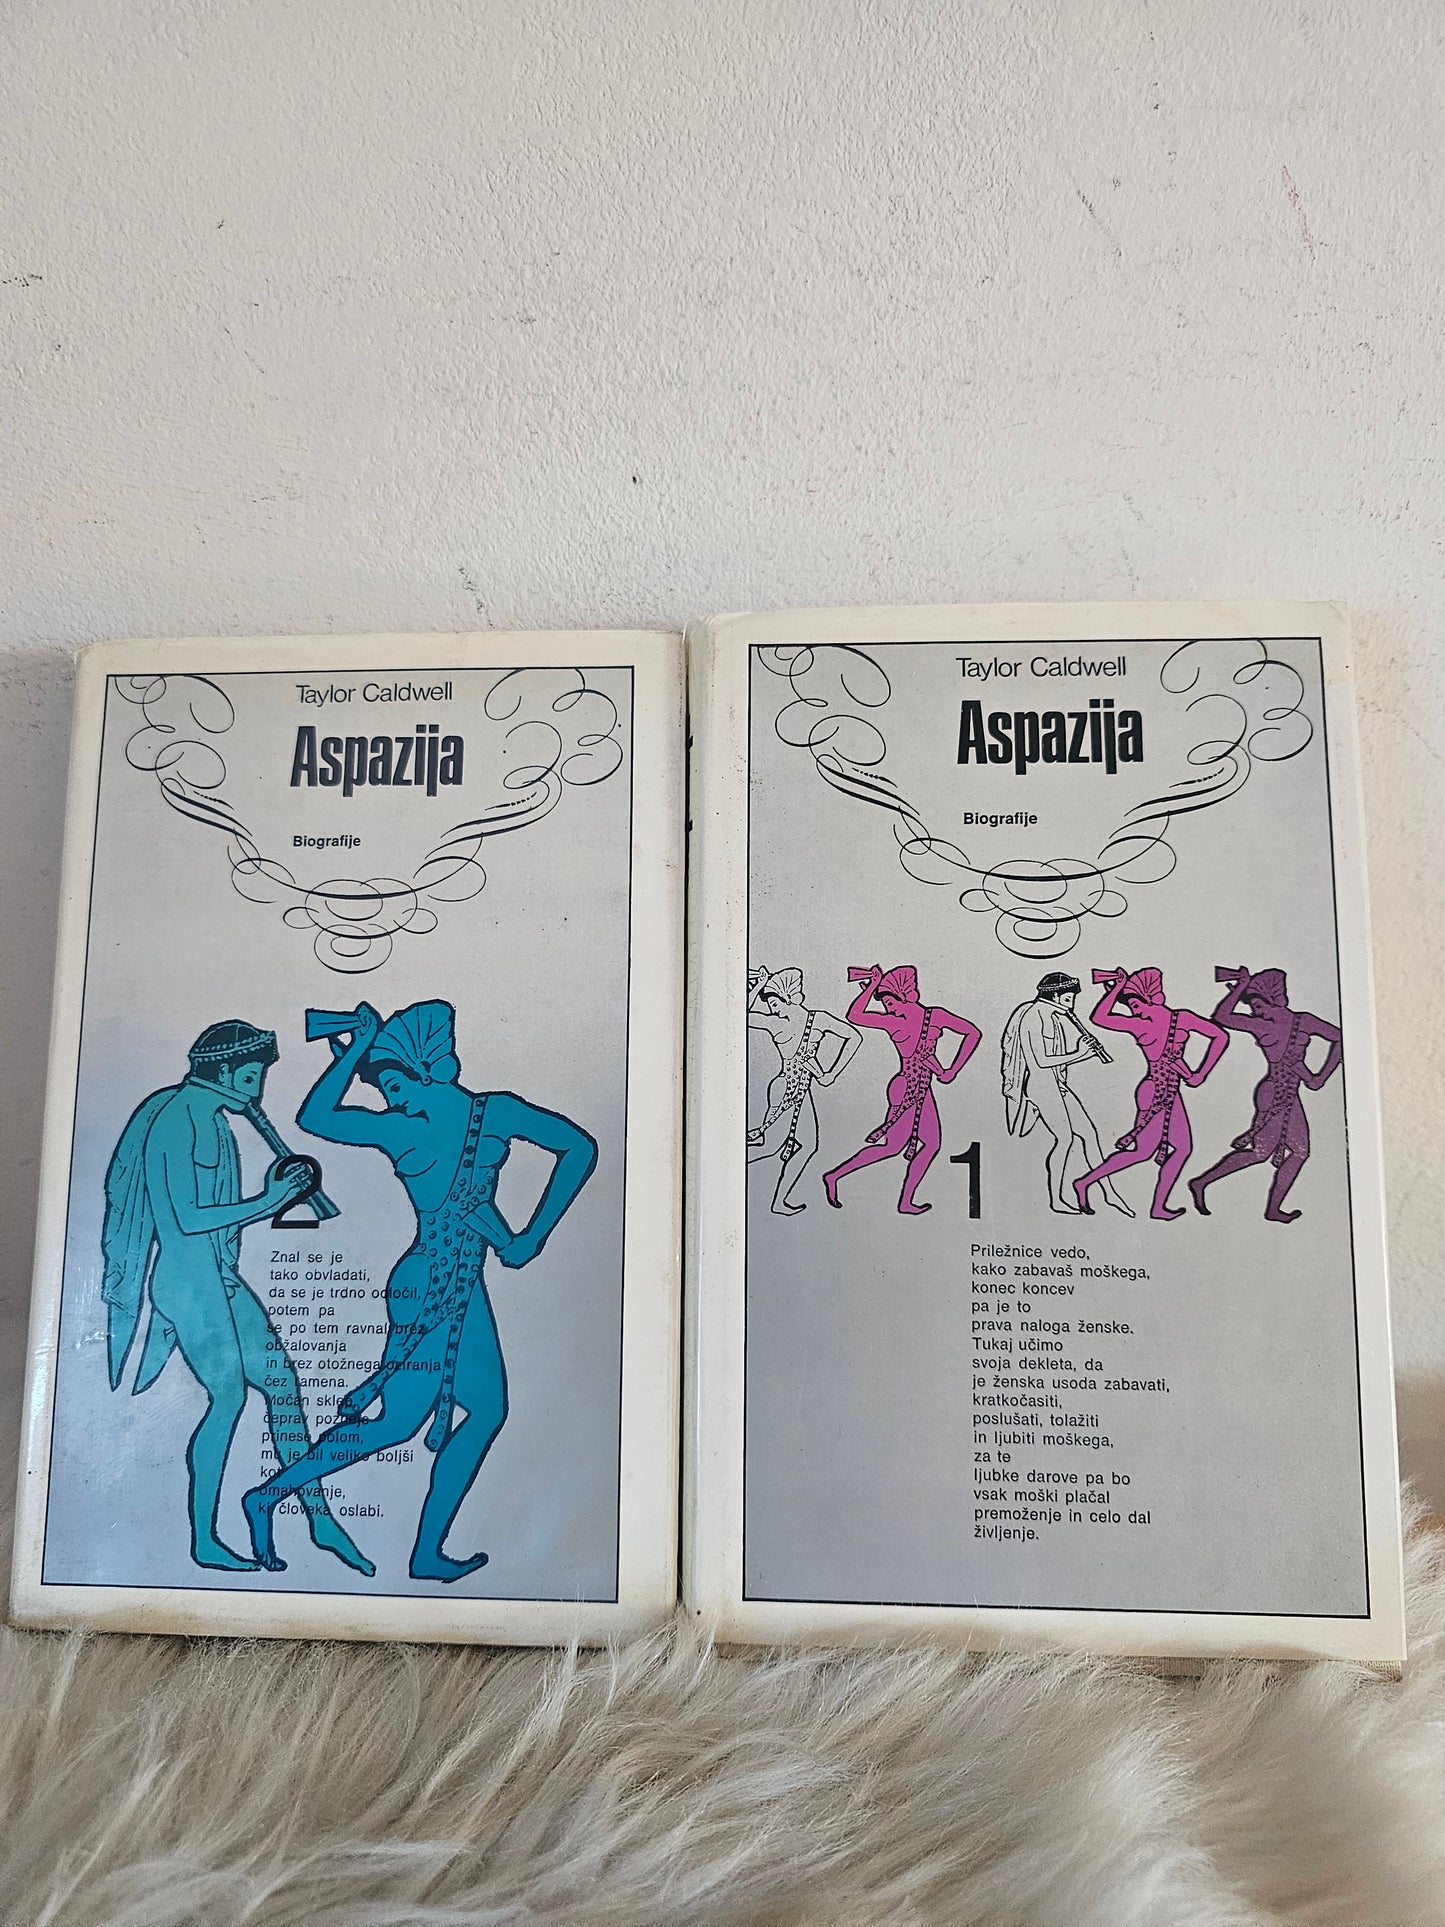 Taylor Caldwell
Aspazija
Biografije
2
Znal se je
tako obvladati,
da se je trdno odločil,
potem pa
se po tem ravnal brez
obžalovanja
in brez otožnega oziranja
čez ramena.
Močan sklep,
čeprav pozneje
prinese polom,
mu je bil veliko boljši
kot
omahovanje,
ki človeka oslabi.
Taylor Caldwell
Aspazija
Biografije
1
Priležnice vedo,
kako zabavaš moškega,
konec koncev
pa je to
prava naloga ženske.
Tukaj učimo
svoja dekleta, da
je ženska usoda zabavati,
kratkočasiti,
poslušati, tolažiti
in ljubiti moškega,
za te
ljubke darove pa bo
vsak moški plačal
premoženje in celo dal
življenje.